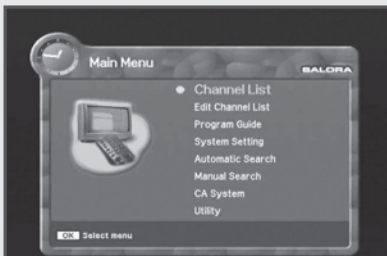 Main Menu
SALORA
Channel List
Edit Channel List
Program Guide
System Setting
Automatic Search
Manual Search
CA System
Utility
OK Select menu